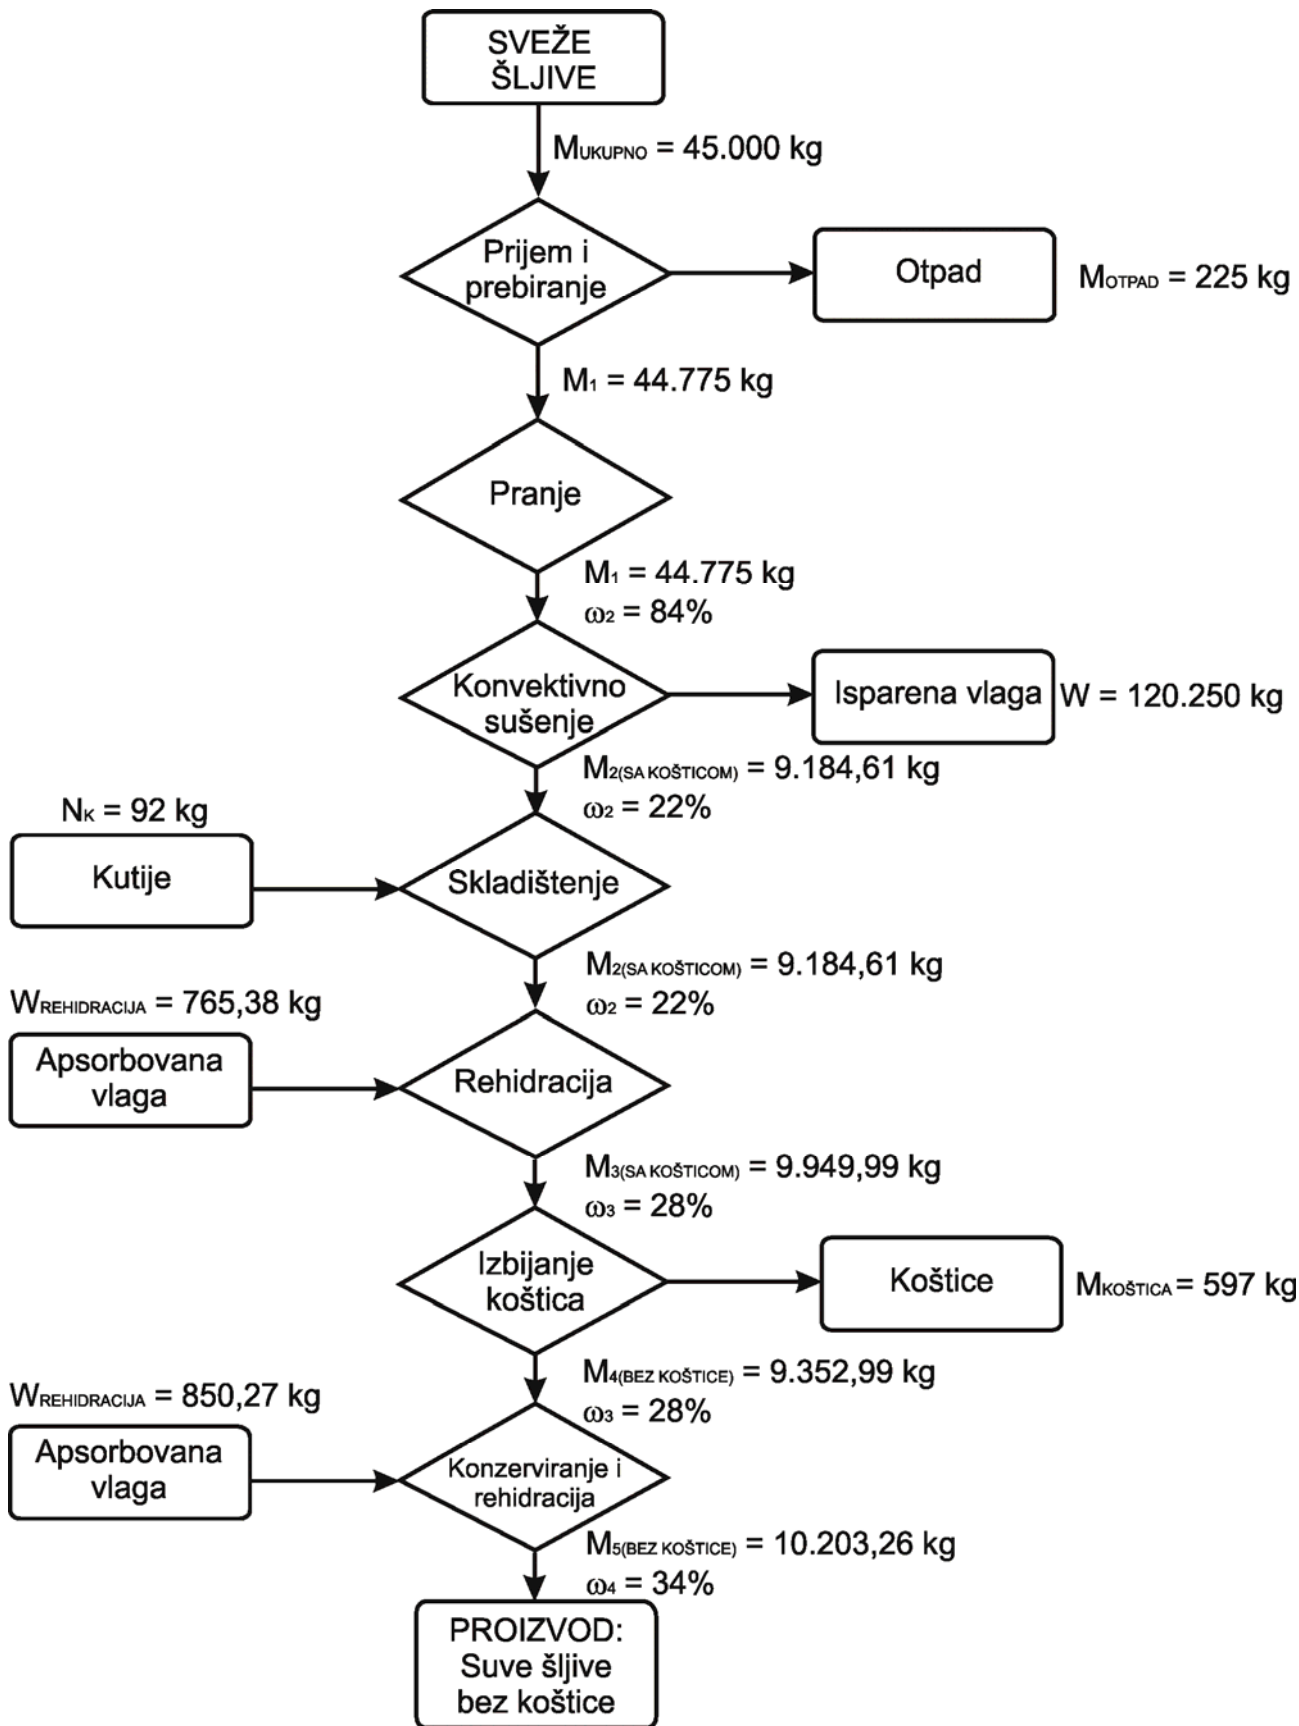 SVEŽE
ŠLJIVE
MUKUPNO = 45.000 kg
Prijem i
prebiranje
Otpad
MOTPAD = 225 kg
M1 = 44.775 kg
Pranje
M1 = 44.775 kg
ω2 = 84%
Konvektivno
sušenje
Isparena vlaga
W = 120.250 kg
M2(SA KOŠTICOM) = 9.184,61 kg
ω2 = 22%
NK = 92 kg
Kutije
Skladištenje
M2(SA KOŠTICOM) = 9.184,61 kg
ω2 = 22%
WREHIDRACIJA = 765,38 kg
Apsorbovana
vlaga
Rehidracija
M3(SA KOŠTICOM) = 9.949,99 kg
ω3 = 28%
Izbijanje
koštica
Koštice
MKOŠTICA = 597 kg
M4(BEZ KOŠTICE) = 9.352,99 kg
ω3 = 28%
WREHIDRACIJA = 850,27 kg
Apsorbovana
vlaga
Konzerviranje i
rehidracija
M5(BEZ KOŠTICE) = 10.203,26 kg
ω4 = 34%
PROIZVOD:
Suve šljive
bez koštice